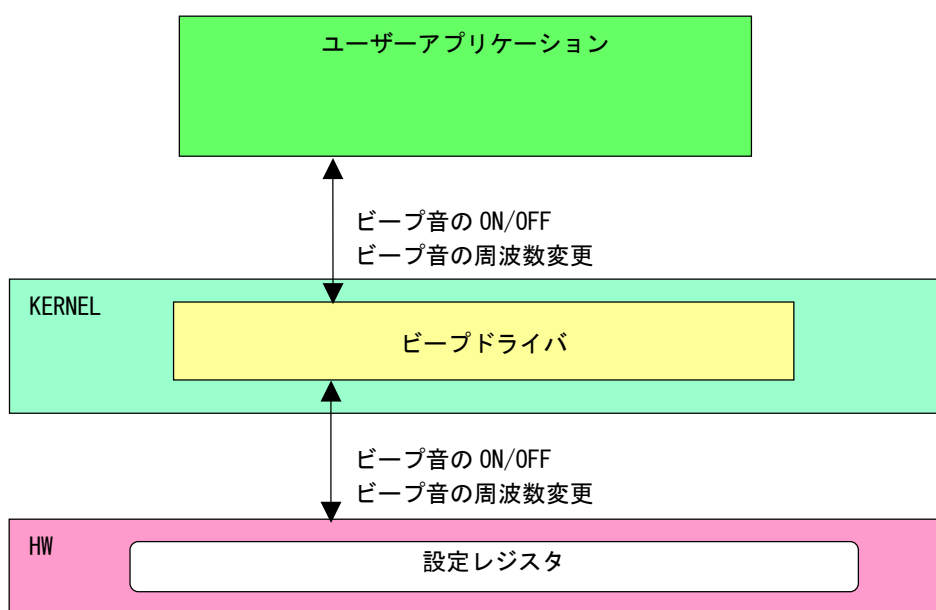 ユーザーアプリケーション
ビープ音の ON/OFF
ビープ音の周波数変更
KERNEL
ビープドライバ
ビープ音の ON/OFF
ビープ音の周波数変更
HW
設定レジスタ